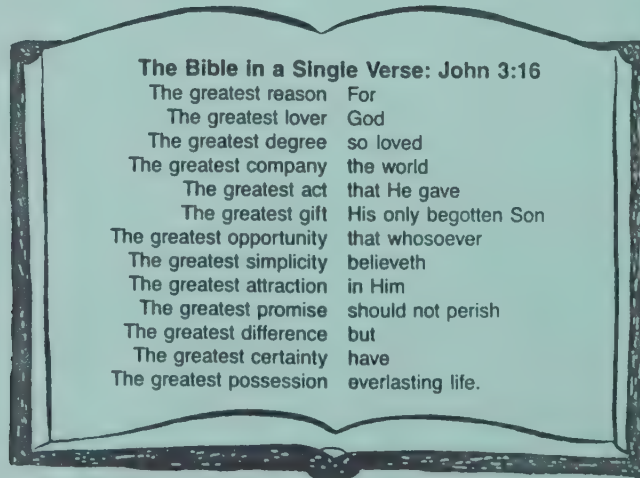 The Bible in a Single Verse: John 3:16
The greatest reason For
The greatest lover God
The greatest degree so loved
The greatest company the world
The greatest act that He gave
The greatest gift His only begotten Son
The greatest opportunity that whosoever
The greatest simplicity believeth
The greatest attraction in Him
The greatest promise should not perish
The greatest difference but
The greatest certainty have
The greatest possession everlasting life.